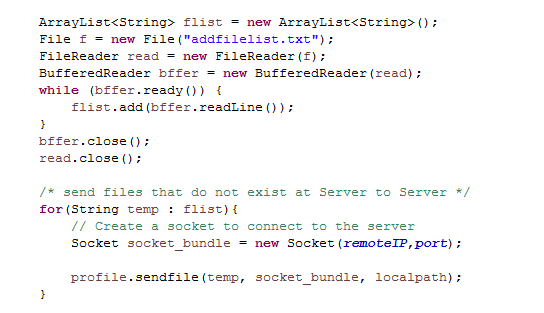 ArrayList<String> flist = new ArrayList<String>();
File f = new File("addfilelist.txt");
FileReader read = new FileReader(f);
BufferedReader bffer = new BufferedReader(read);
while (bffer.ready()) {
    flist.add(bffer.readLine());
}
bffer.close();
read.close();

/* send files that do not exist at Server to Server */
for(String temp : flist){
    // Create a socket to connect to the server
    Socket socket_bundle = new Socket(remoteIP,port);

    profile.sendfile(temp, socket_bundle, localpath);
}